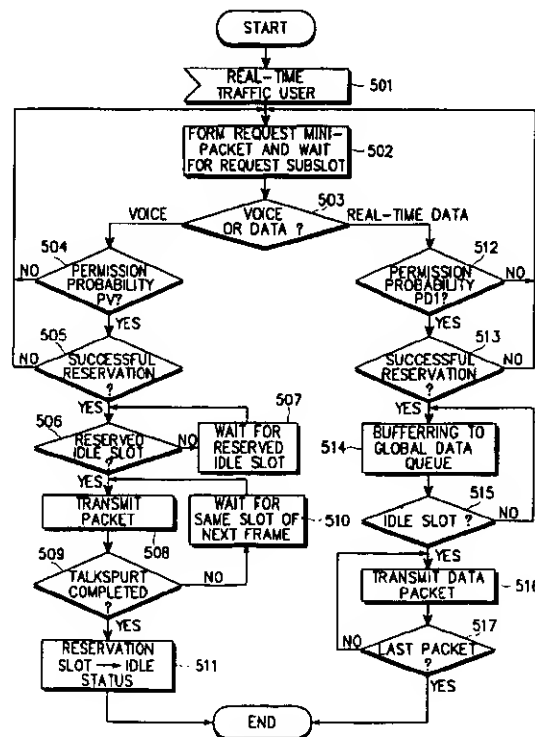 START
REAL-TIME
TRAFFIC USER
501
FORM REQUEST MINI-
PACKET AND WAIT
FOR REQUEST SUBSLOT
502
503
VOICE
OR DATA ?
VOICE
REAL-TIME DATA
504
PERMISSION
PROBABILITY
PV?
NO
YES
512
PERMISSION
PROBABILITY
PD1?
NO
YES
505
SUCCESSFUL
RESERVATION
?
NO
YES
513
SUCCESSFUL
RESERVATION
?
NO
YES
506
RESERVED
IDLE SLOT
?
NO
YES
507
WAIT FOR
RESERVED
IDLE SLOT
514
BUFFERRING TO
GLOBAL DATA
QUEUE
TRANSMIT
PACKET
508
WAIT FOR
SAME SLOT OF
NEXT FRAME
510
515
IDLE SLOT ?
NO
YES
509
TALKSPURT
COMPLETED
?
NO
YES
TRANSMIT DATA
PACKET
516
517
LAST PACKET
?
NO
YES
RESERVATION
SLOT → IDLE
STATUS
511
END